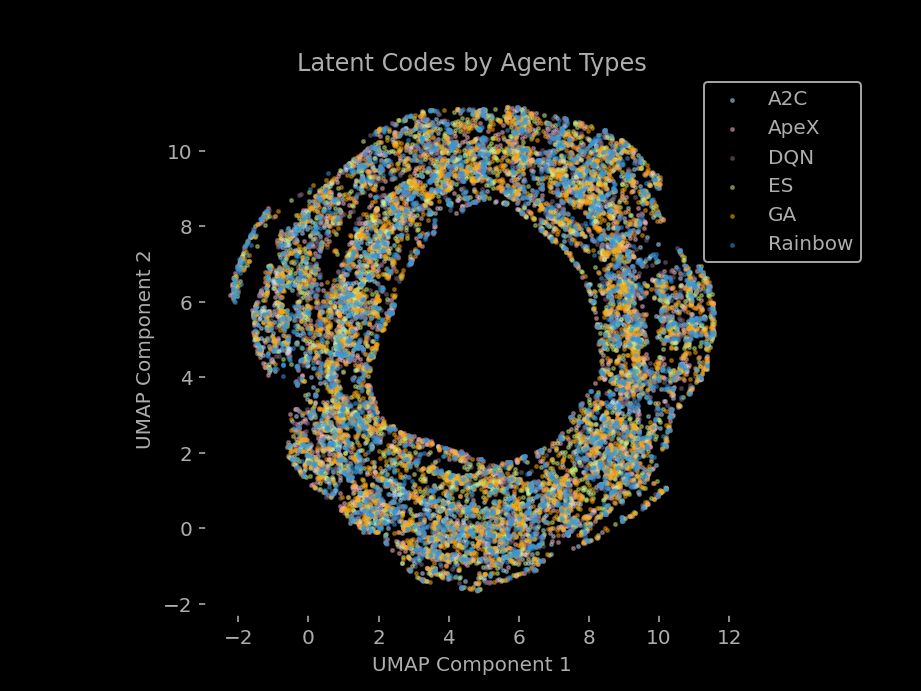 Latent Codes by Agent Types
A2C
ApeX
DQN
ES
GA
Rainbow
UMAP Component 2
10
8
6
4
2
0
−2
−2 0 2 4 6 8 10 12
UMAP Component 1